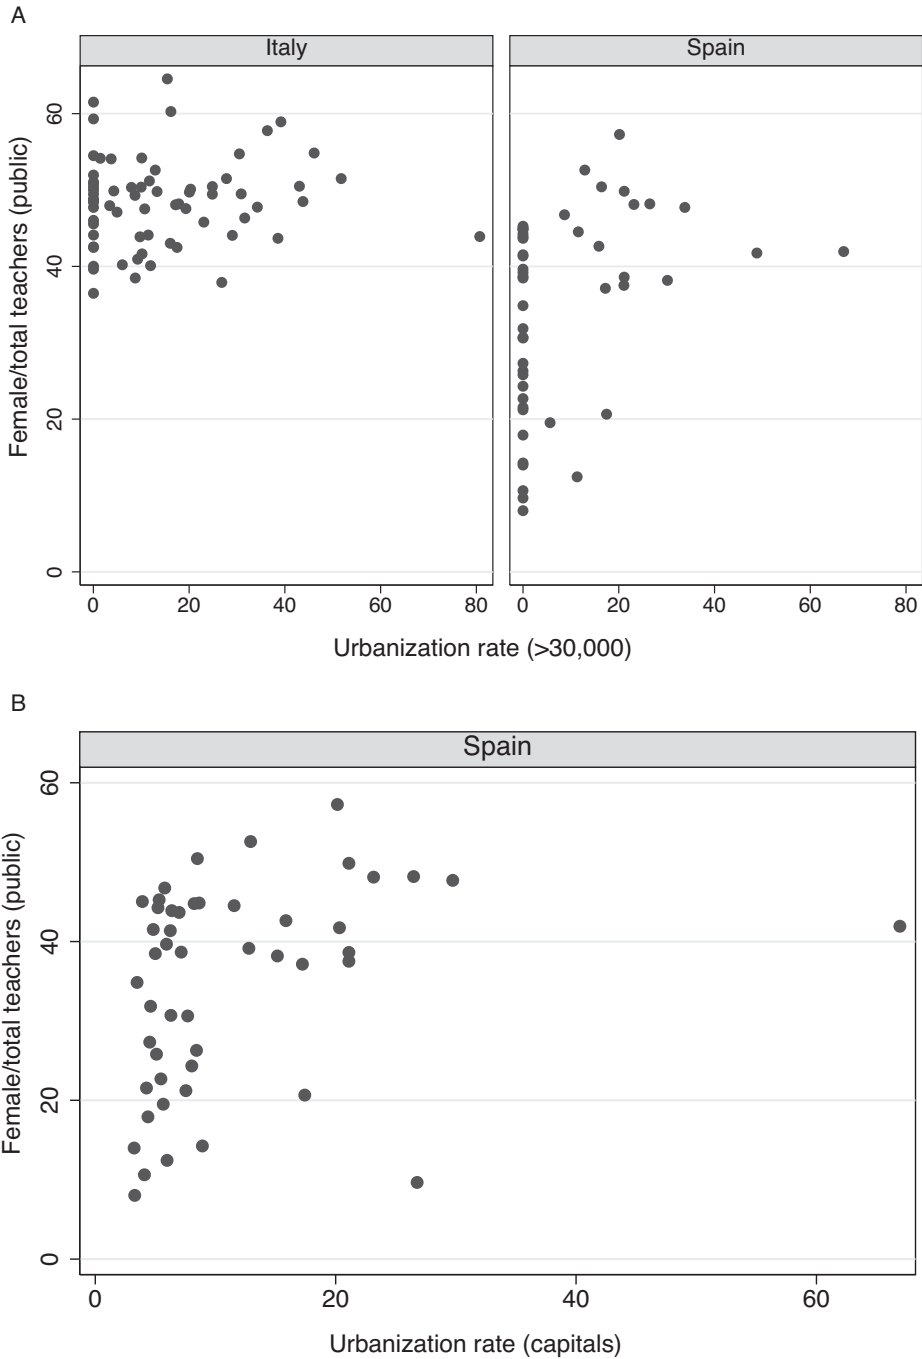 A
Italy
Spain
Female/total teachers (public)
60
40
20
0
0 20 40 60 80
0 20 40 60 80
Urbanization rate (>30,000)
B
Spain
Female/total teachers (public)
60
40
20
0
0 20 40 60
Urbanization rate (capitals)